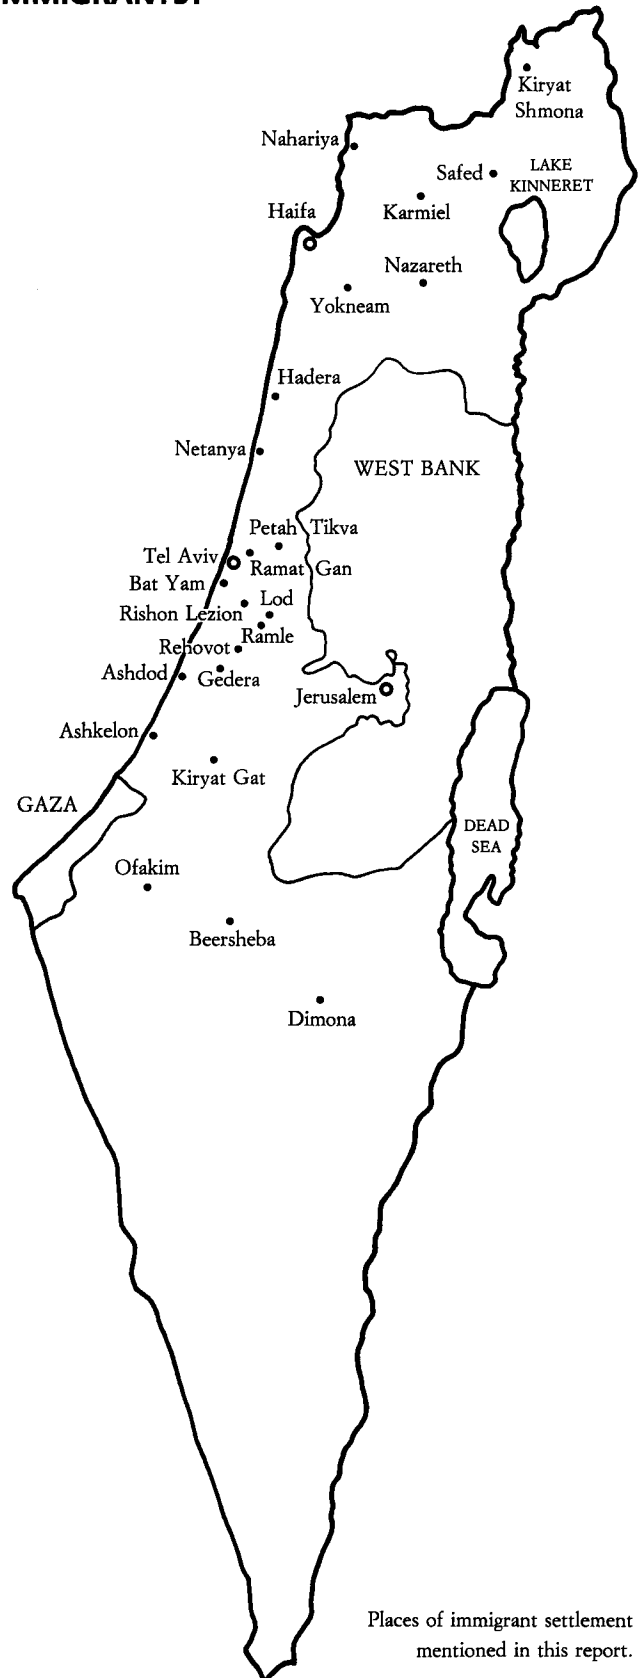 Kiryat
Shmona
Nahariya
Safed
LAKE
KINNERET
Karmiel
Haifa
Nazareth
Yokneam
Hadera
Netanya
WEST BANK
Petah Tikva
Tel Aviv
Ramat Gan
Bat Yam
Lod
Rishon Lezion
Ramle
Rehovot
Ashdod
Gedera
Jerusalem
Ashkelon
Kiryat Gat
GAZA
DEAD
SEA
Ofakim
Beersheba
Dimona
Places of immigrant settlement
mentioned in this report.